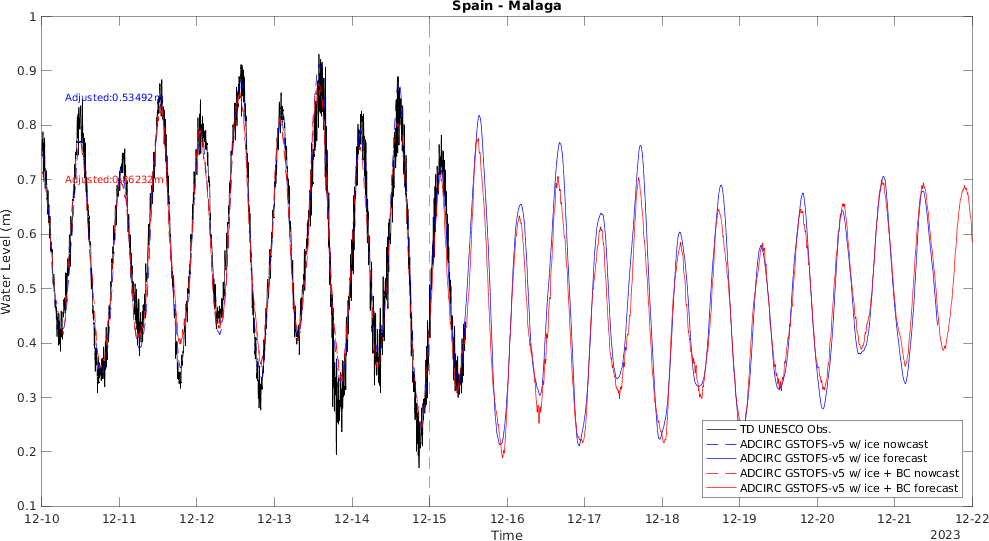 Spain - Malaga
1
0.9
0.8
0.7
0.6
0.5
0.4
0.3
0.2
0.1
Water Level (m)
Adjusted:0.53492m
Adjusted:0.86232m
TD UNESCO Obs.
ADCIRC GSTOFS-v5 w/ ice nowcast
ADCIRC GSTOFS-v5 w/ ice forecast
ADCIRC GSTOFS-v5 w/ ice + BC nowcast
ADCIRC GSTOFS-v5 w/ ice + BC forecast
12-10 12-11 12-12 12-13 12-14 12-15 12-16 12-17 12-18 12-19 12-20 12-21 12-22
Time 2023